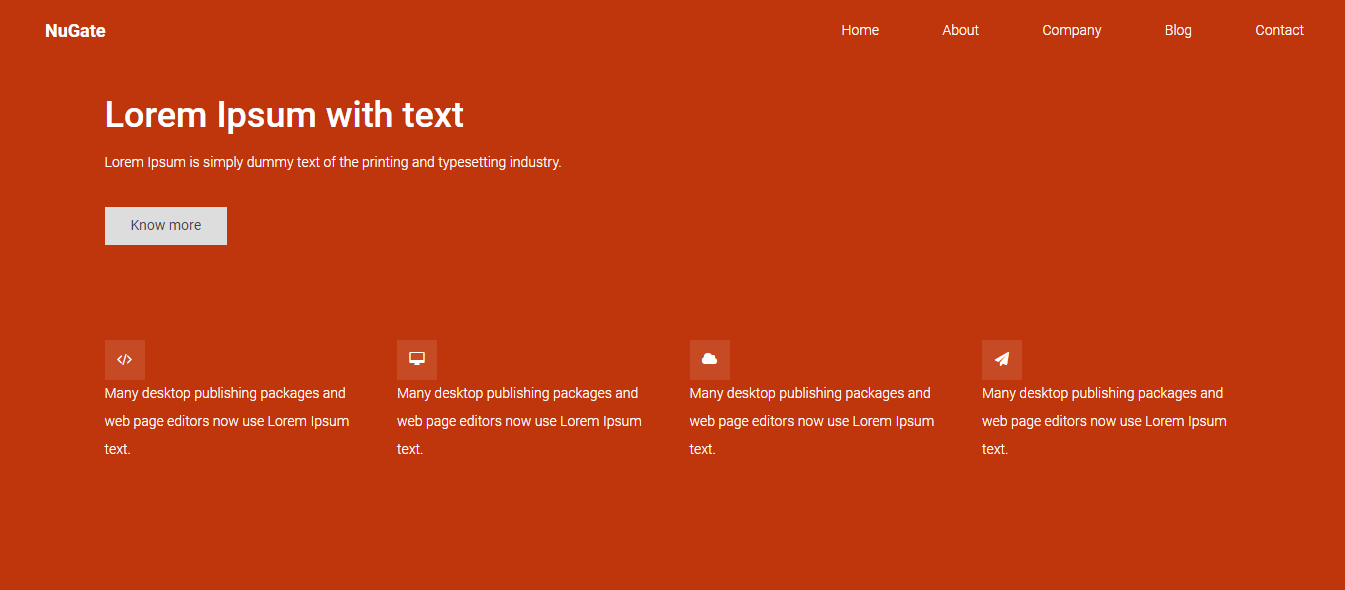 NuGate
Home
About
Company
Blog
Contact
Lorem Ipsum with text
Lorem Ipsum is simply dummy text of the printing and typesetting industry.
Know more
Many desktop publishing packages and
web page editors now use Lorem Ipsum
text.
Many desktop publishing packages and
web page editors now use Lorem Ipsum
text.
Many desktop publishing packages and
web page editors now use Lorem Ipsum
text.
Many desktop publishing packages and
web page editors now use Lorem Ipsum
text.